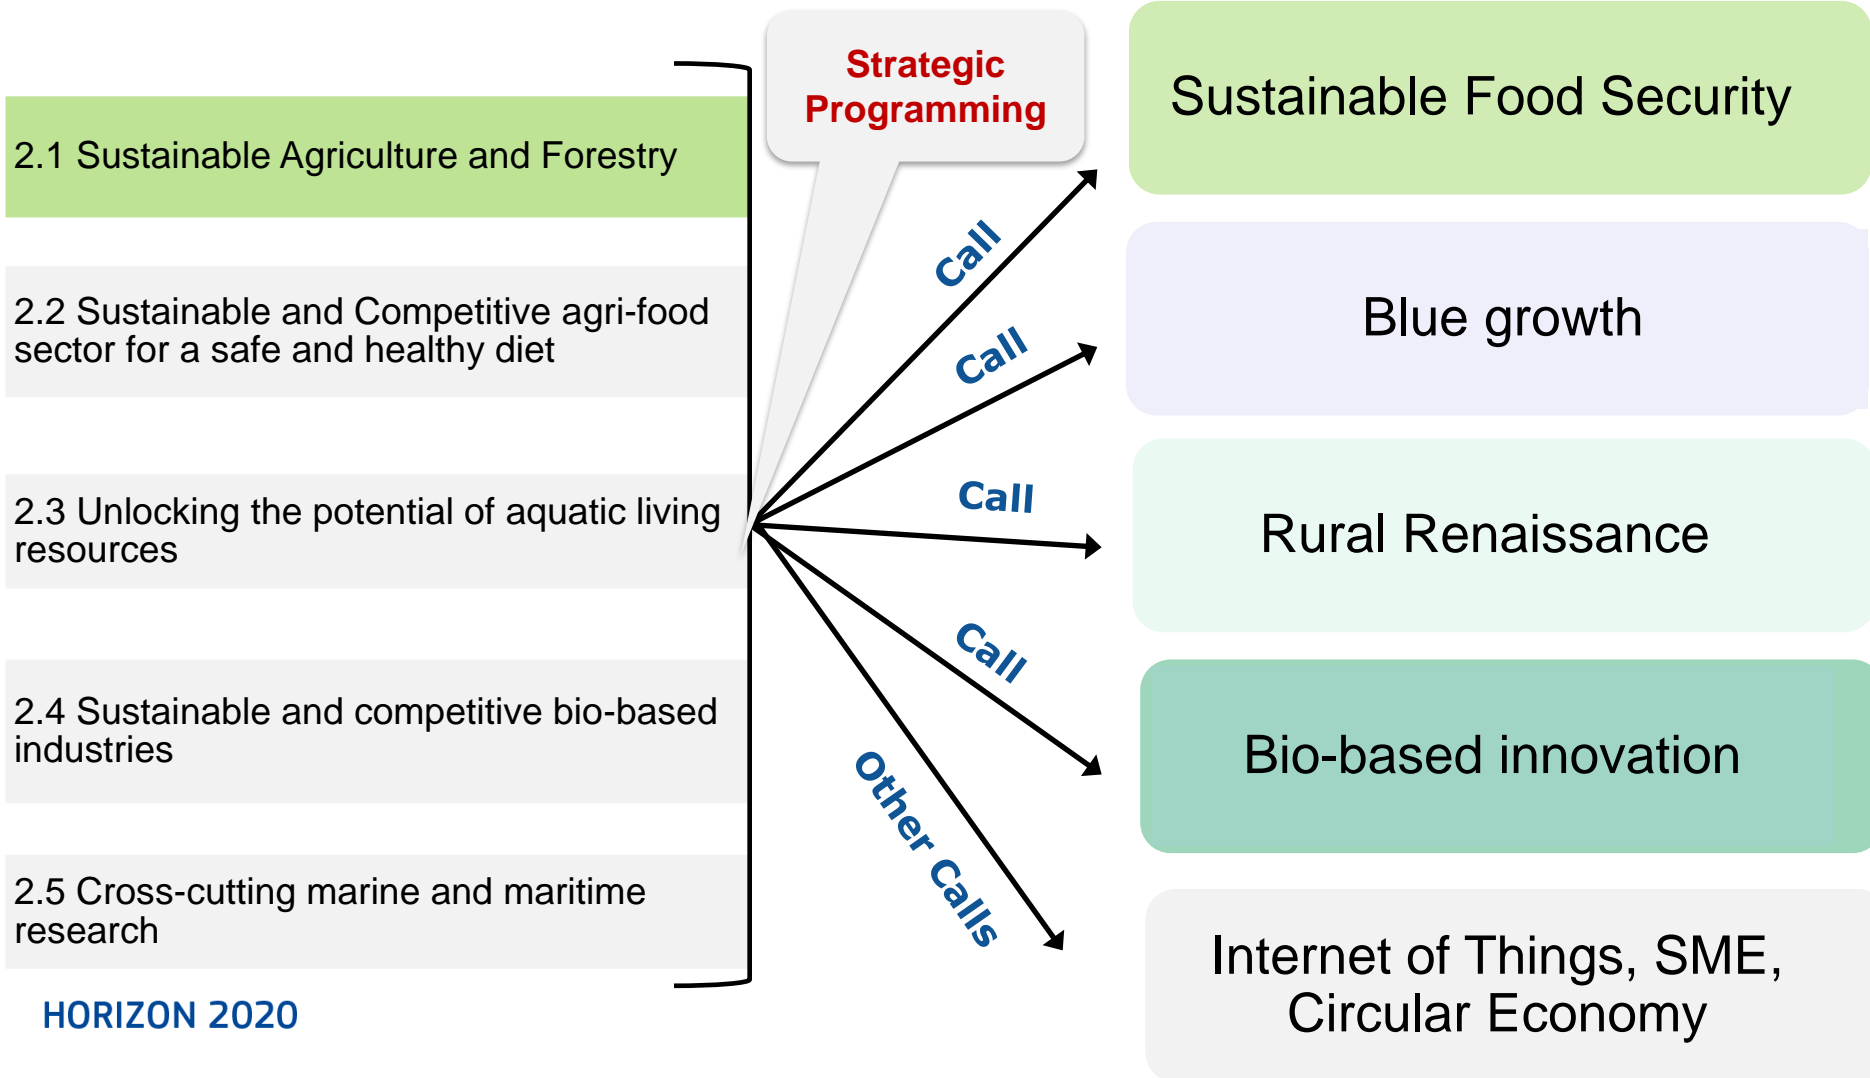 2.1 Sustainable Agriculture and Forestry
2.2 Sustainable and Competitive agri-food
sector for a safe and healthy diet
2.3 Unlocking the potential of aquatic living
resources
2.4 Sustainable and competitive bio-based
industries
2.5 Cross-cutting marine and maritime
research
HORIZON 2020
Strategic
Programming
Call
Call
Call
Call
Other Calls
Sustainable Food Security
Blue growth
Rural Renaissance
Bio-based innovation
Internet of Things, SME,
Circular Economy